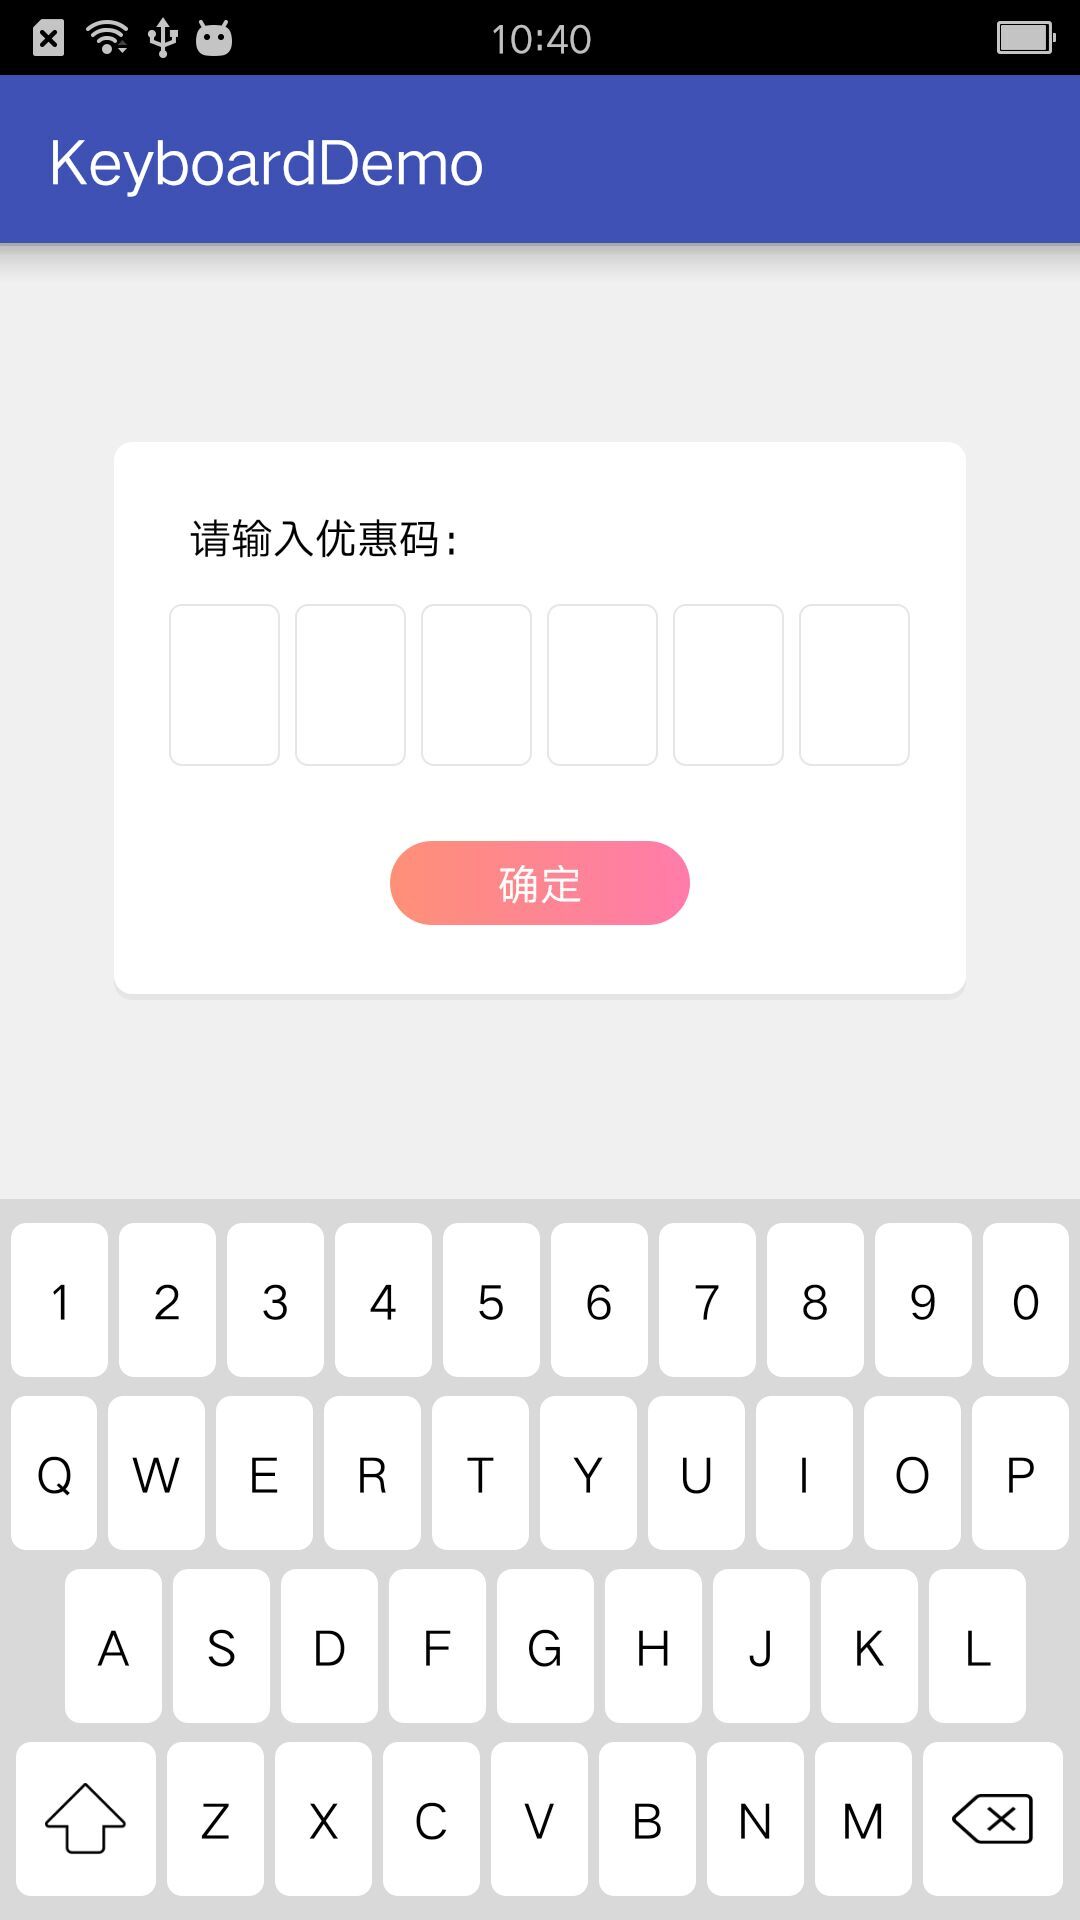 10:40
KeyboardDemo
请输入优惠码:
确定
1 2 3 4 5 6 7 8 9 0
Q W E R T Y U I O P
A S D F G H J K L
Z X C V B N M